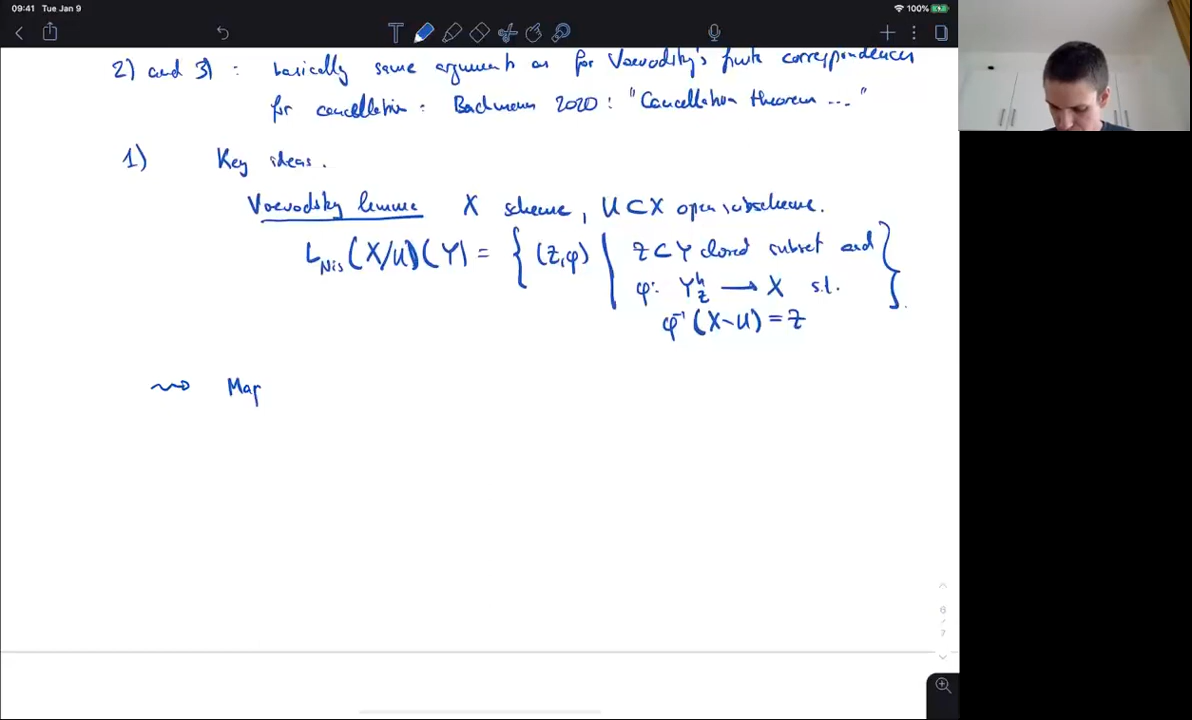 09:41 Tue Jan 9
100%
2) and 3) : basically same argument as for Voevodsky's finite correspondences
for cancellation : Bachmann 2020 : "Cancellation theorem ..."
1) Key ideas.
Voevodsky lemma X scheme, U ⊂ X open subscheme.
L_Nis (X/U)(Y) = { (Z,φ) | Z ⊂ Y closed subset and
φ: Y^h_Z → X s.t. }.
φ⁻¹(X-U) = Z
⇝ Map
6
/
7